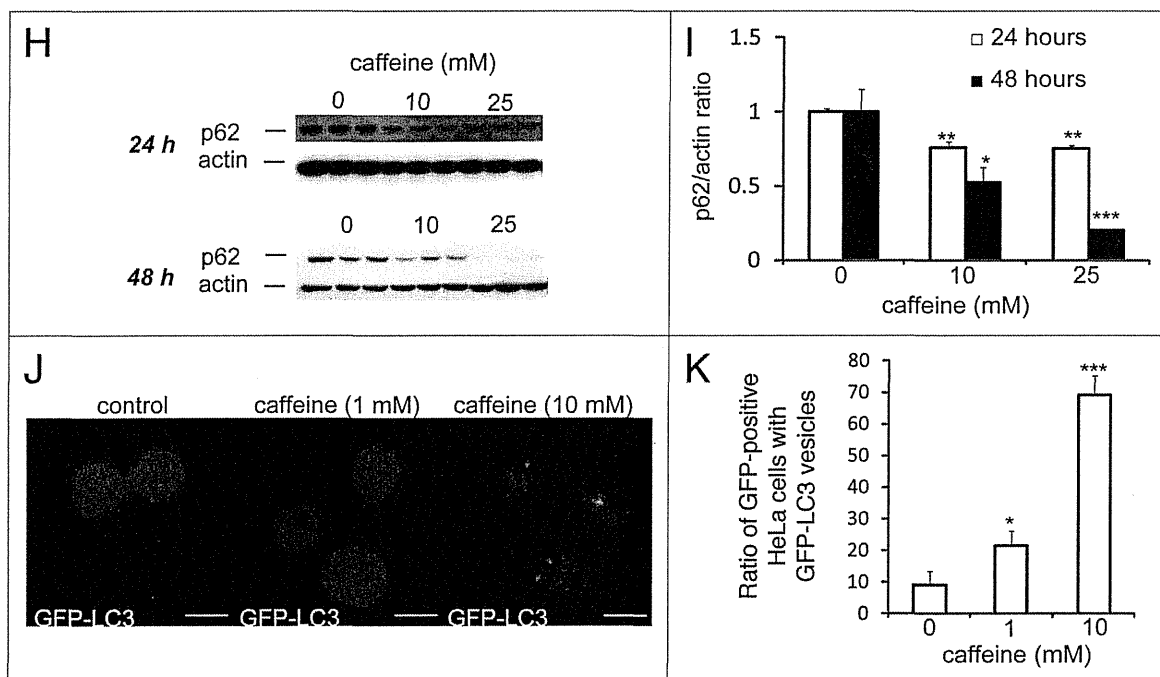 H
caffeine (mM)
0 10 25
24 h
p62
actin
0 10 25
48 h
p62
actin
I
24 hours
48 hours
p62/actin ratio
1.5
1
0.5
0
** * ** ***
0 10 25
caffeine (mM)
J
control caffeine (1 mM) caffeine (10 mM)
GFP-LC3 GFP-LC3 GFP-LC3
K
Ratio of GFP-positive
HeLa cells with
GFP-LC3 vesicles
80
70
60
50
40
30
20
10
0
* ***
0 1 10
caffeine (mM)